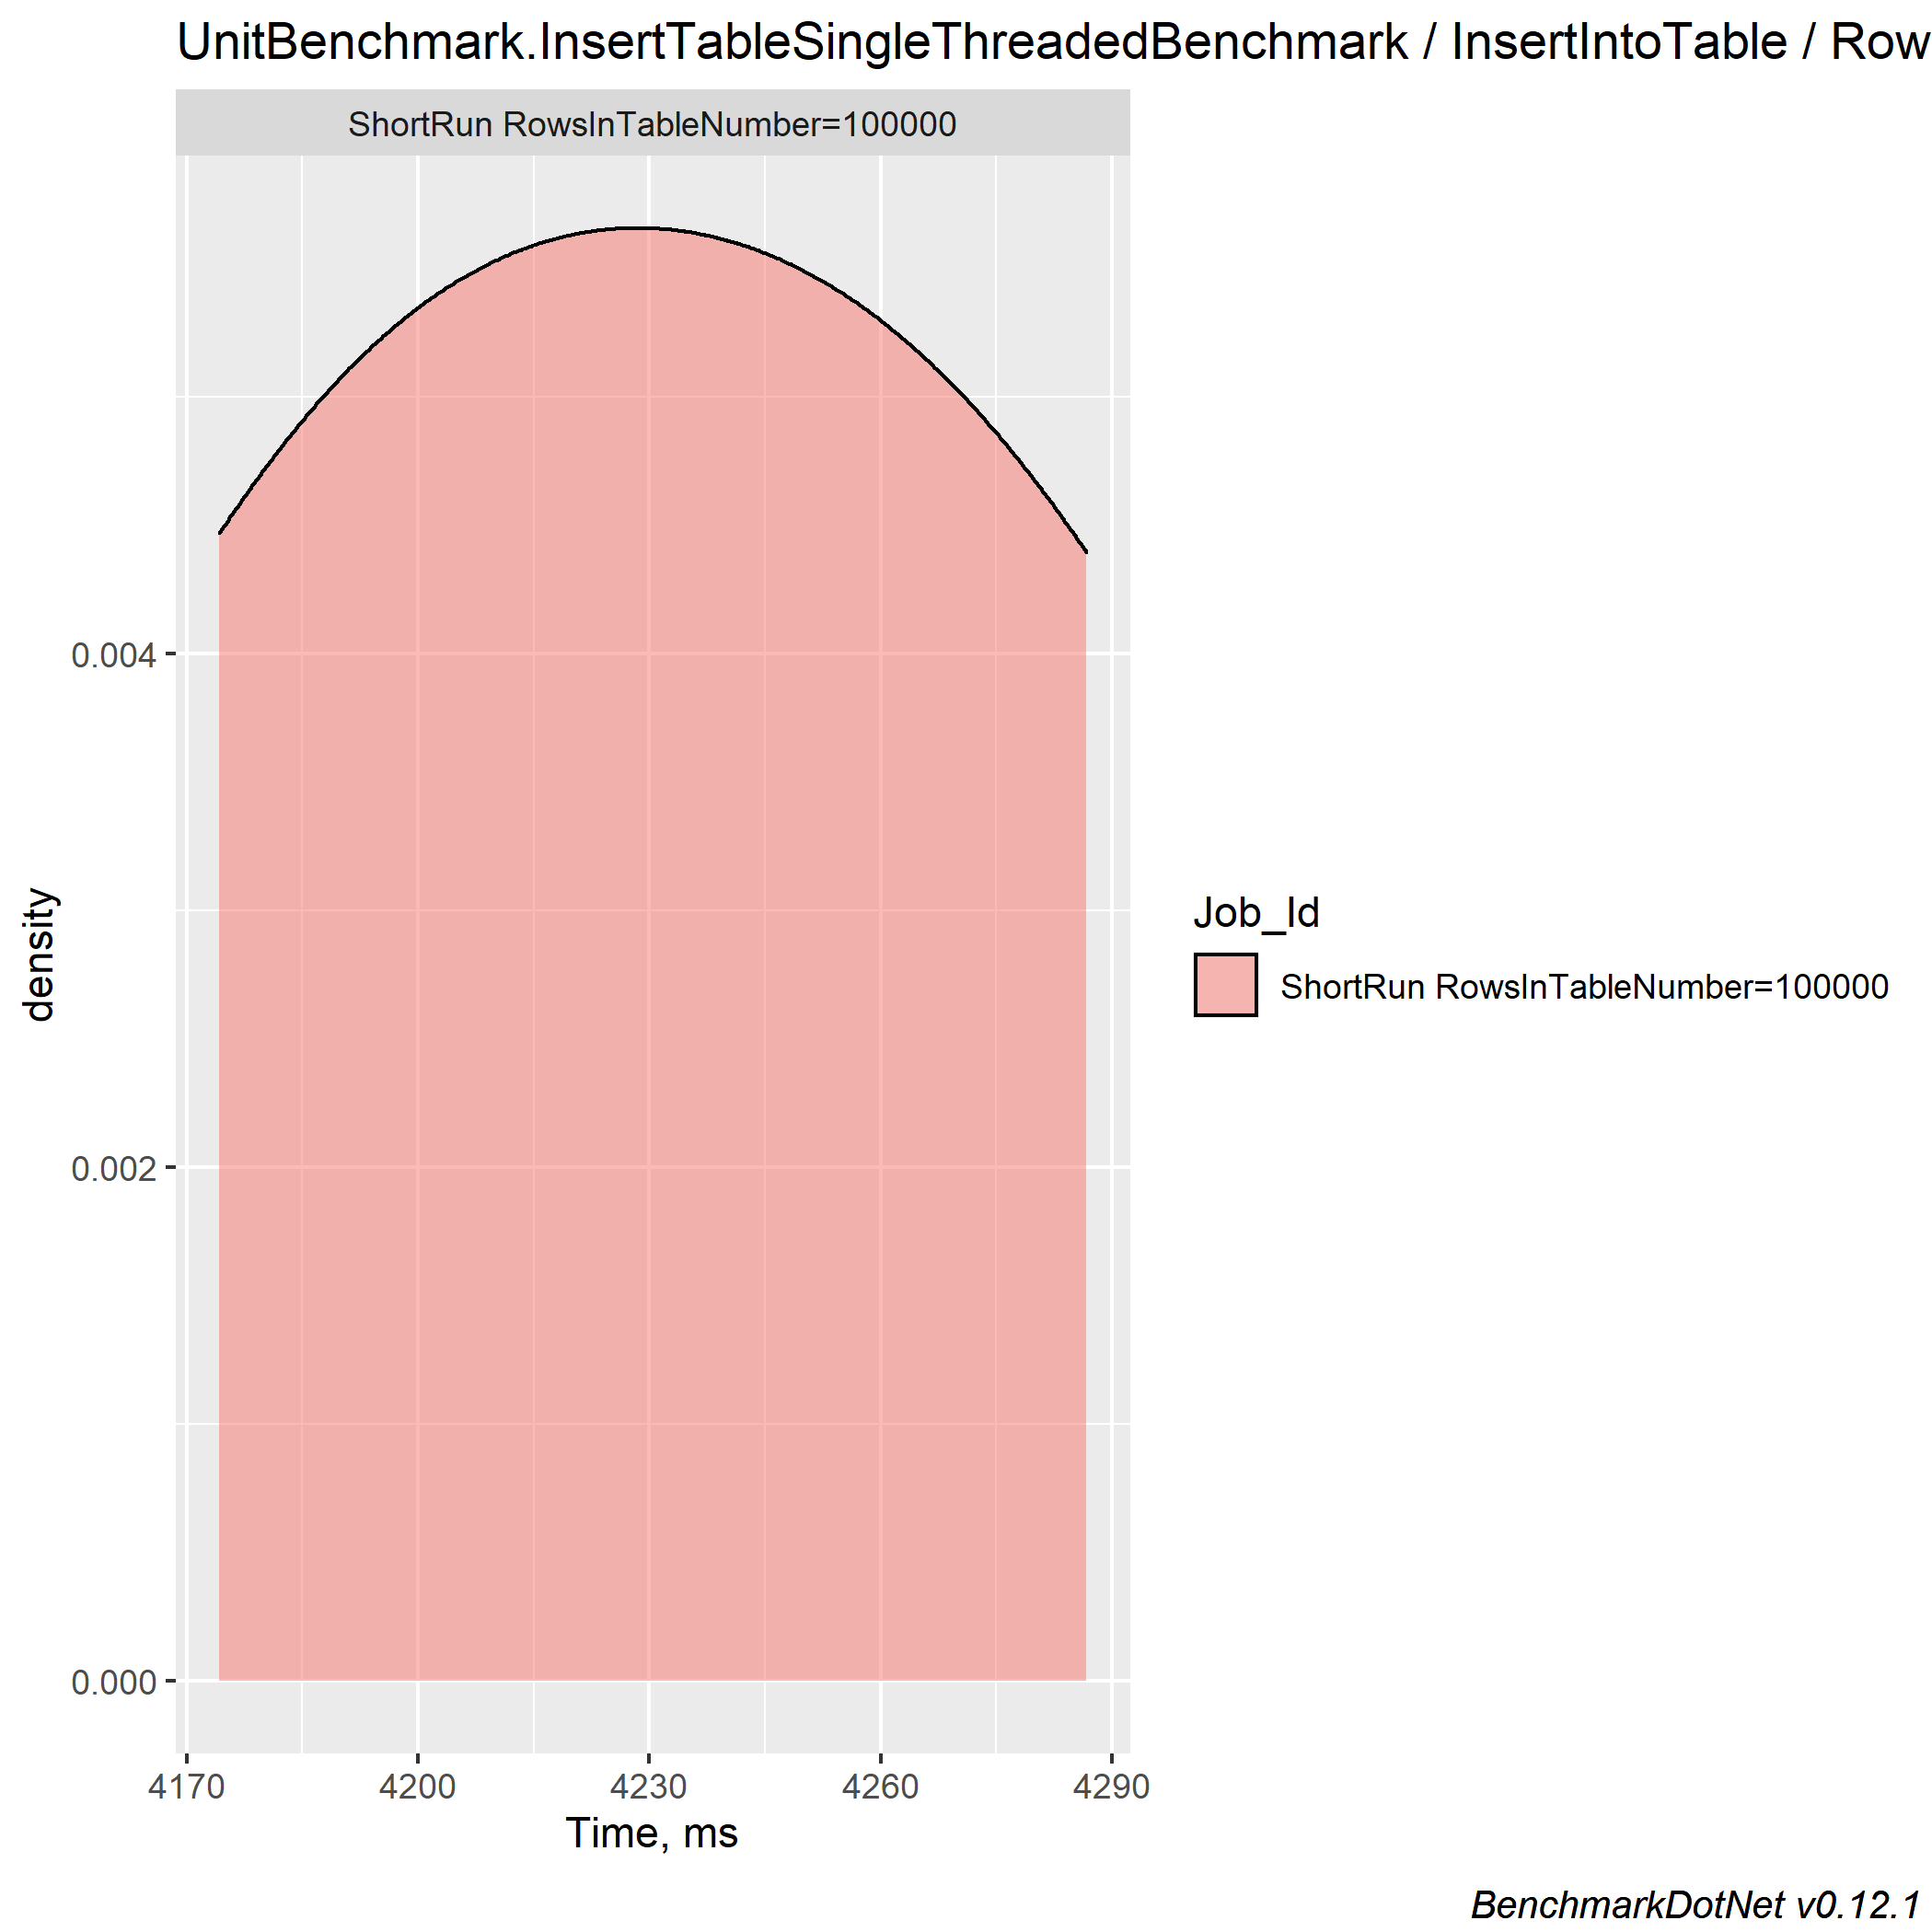 UnitBenchmark.InsertTableSingleThreadedBenchmark / InsertIntoTable / Row
ShortRun RowsInTableNumber=100000
0.004
0.002
0.000
density
4170 4200 4230 4260 4290
Time, ms
Job_Id
ShortRun RowsInTableNumber=100000
BenchmarkDotNet v0.12.1